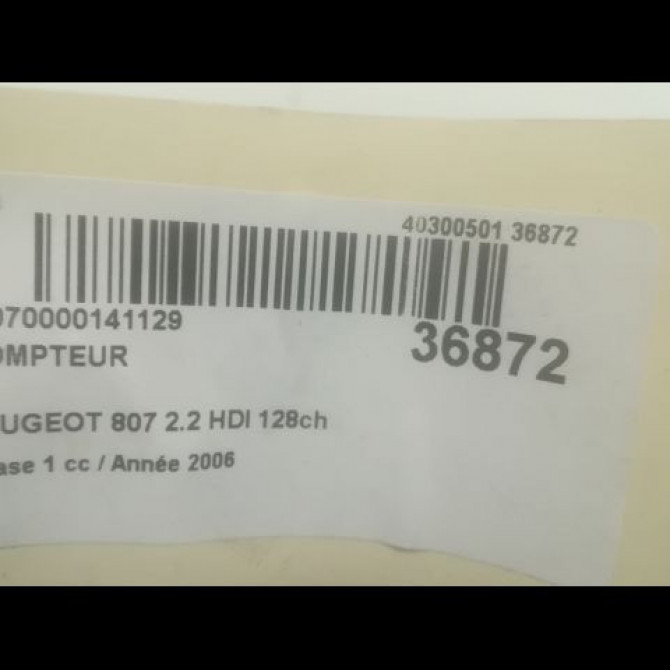 40300501 36872
070000141129
36872
OMPTEUR
UGEOT 807 2.2 HDI 128ch
ase 1 cc / Année 2006